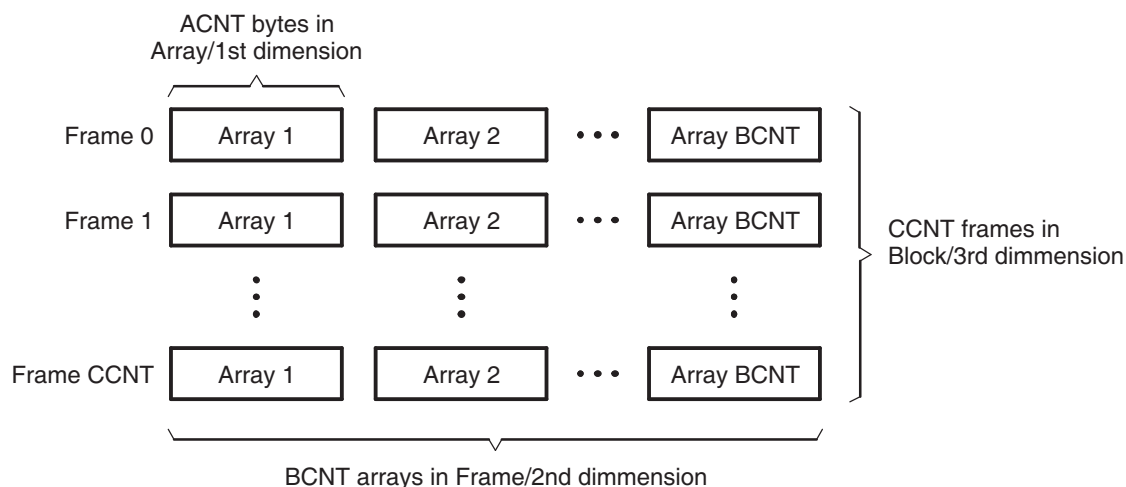 ACNT bytes in
Array/1st dimension
Frame 0
Array 1
Array 2
Array BCNT
Frame 1
Array 1
Array 2
Array BCNT
CCNT frames in
Block/3rd dimmension
Frame CCNT
Array 1
Array 2
Array BCNT
BCNT arrays in Frame/2nd dimmension